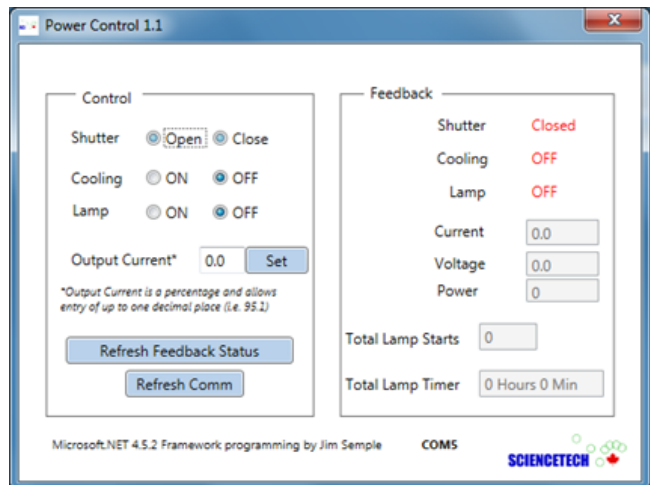 Power Control 1.1
Control
Shutter Open Close
Cooling ON OFF
Lamp ON OFF
Output Current* 0.0 Set
*Output Current is a percentage and allows
entry of up to one decimal place (i.e. 95.1)
Refresh Feedback Status
Refresh Comm
Feedback
Shutter Closed
Cooling OFF
Lamp OFF
Current 0.0
Voltage 0.0
Power 0
Total Lamp Starts 0
Total Lamp Timer 0 Hours 0 Min
Microsoft.NET 4.5.2 Framework programming by Jim Semple COM5
SCIENCETECH